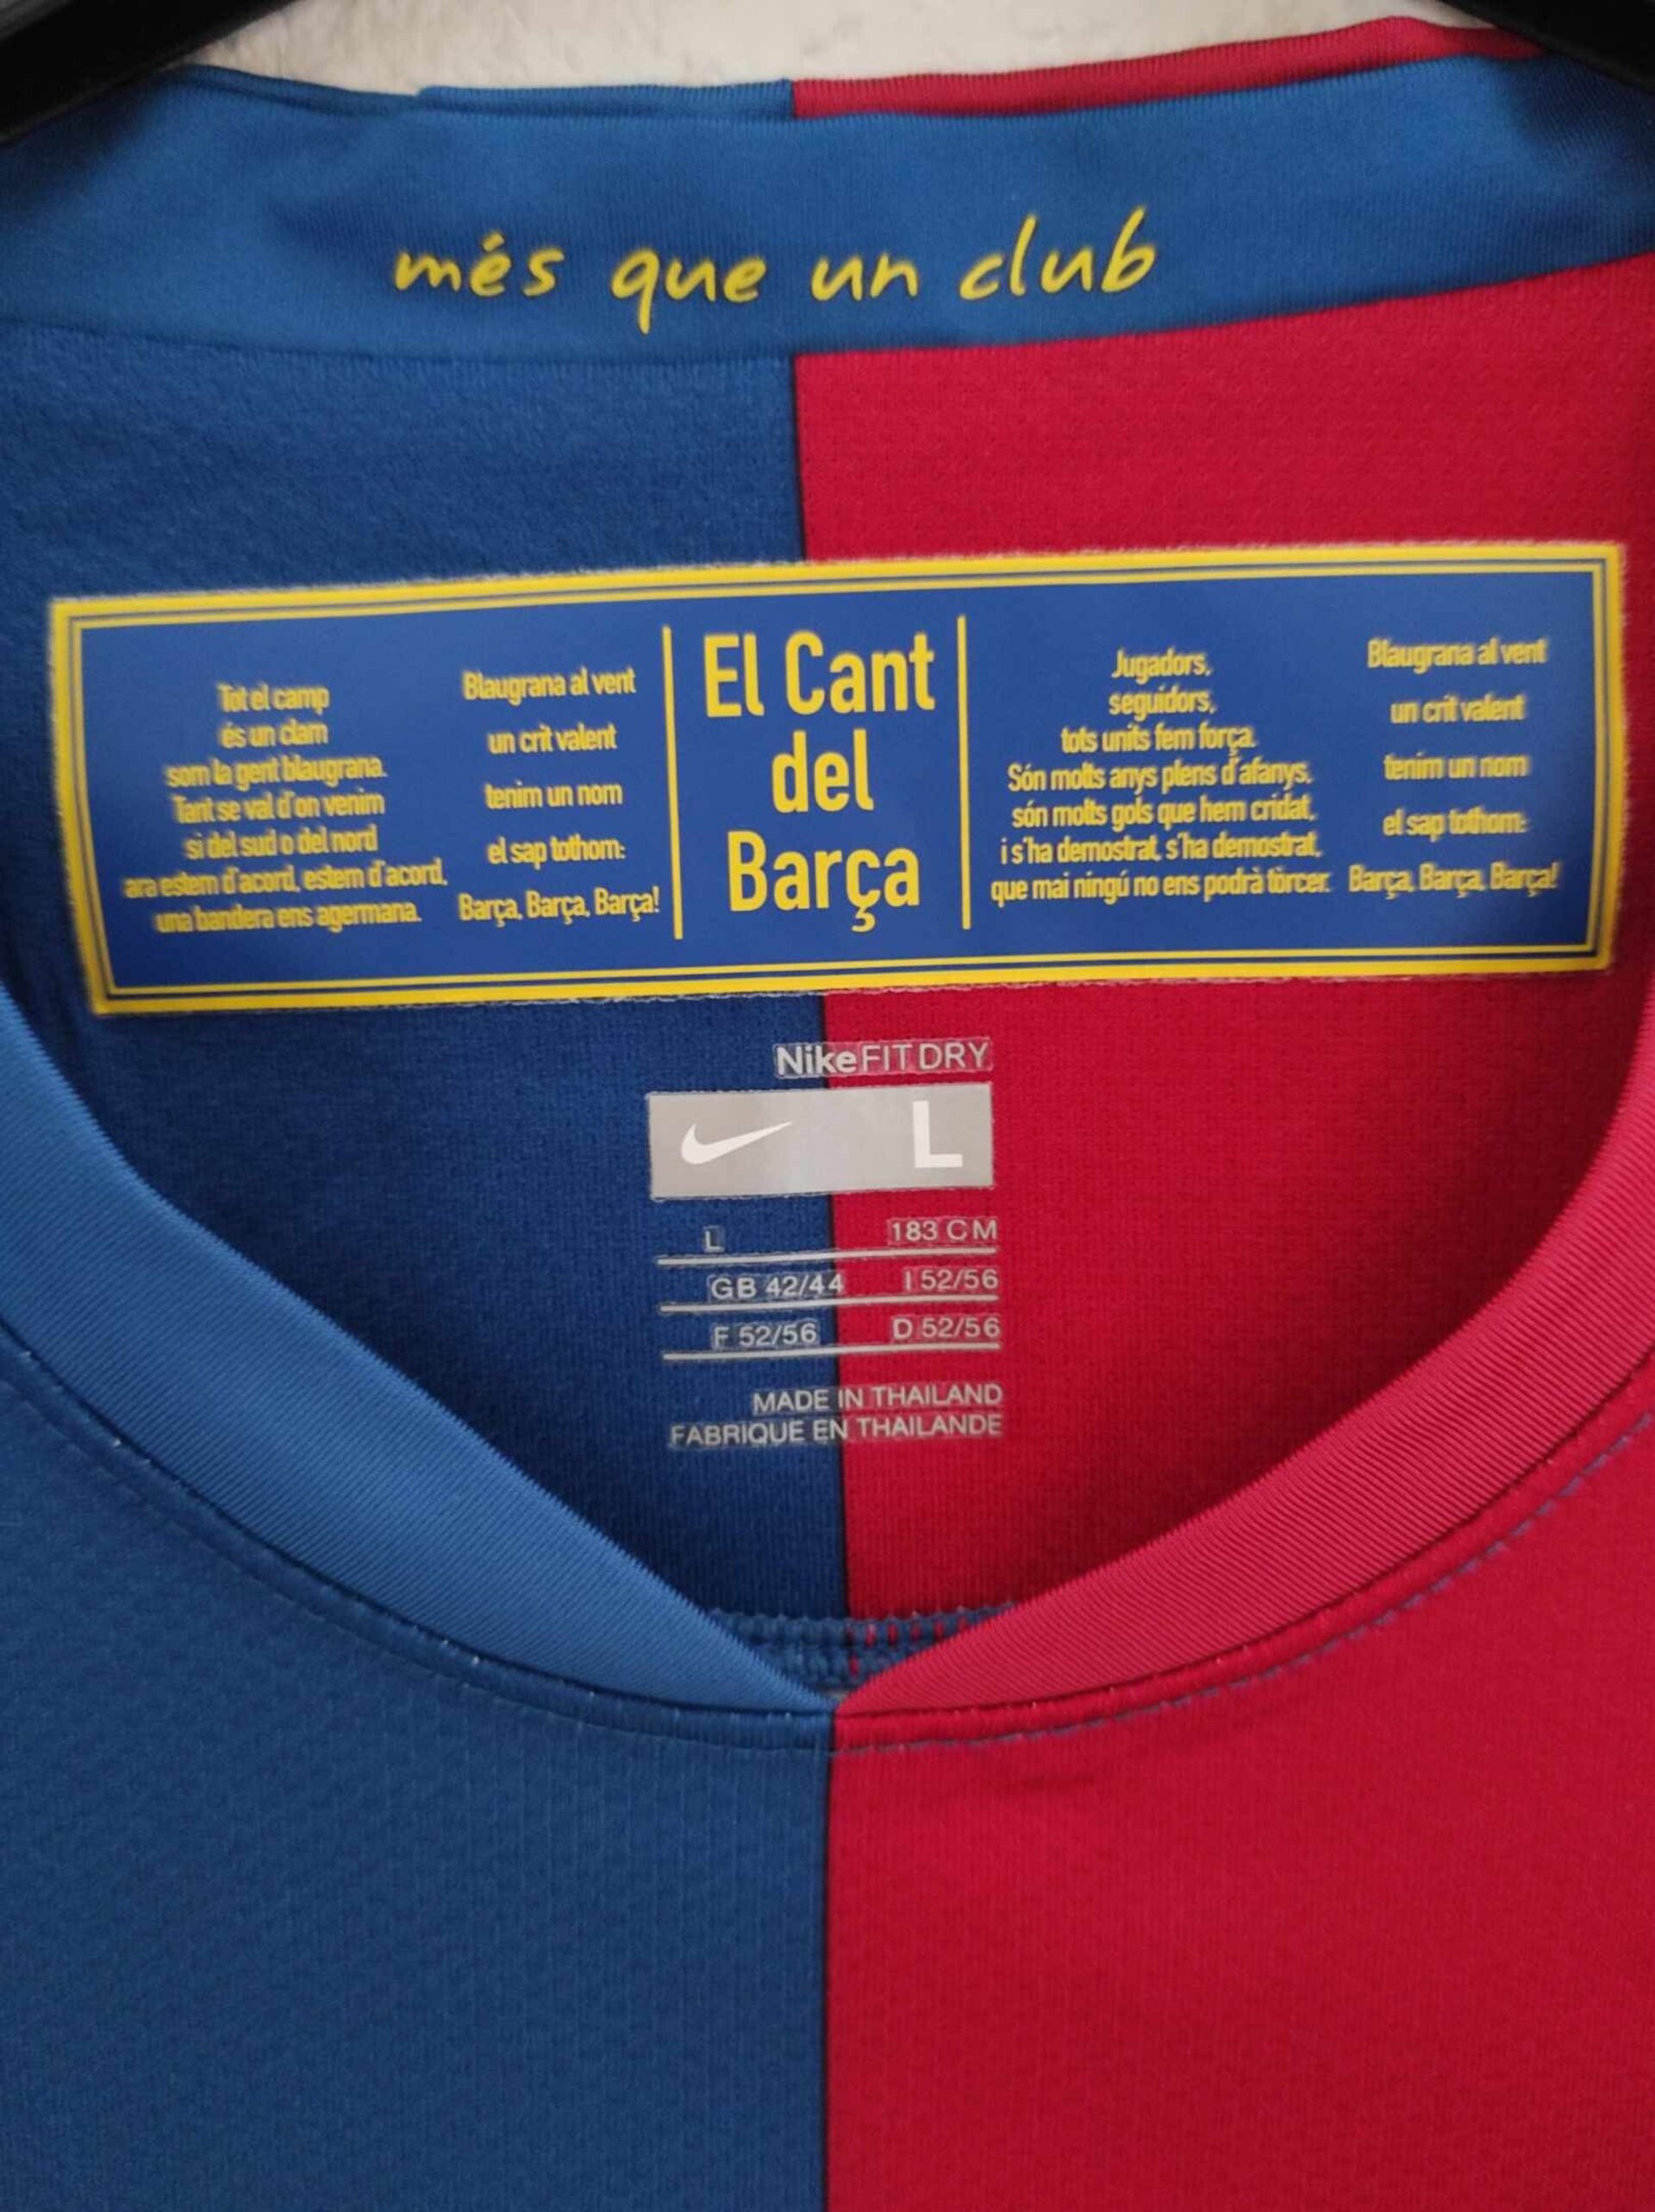 més que un club
Tot el camp
és un clam
som la gent blaugrana.
Tant se val d'on venim
si del sud o del nord
ara estem d'acord, estem d'acord,
una bandera ens agermana.
Blaugrana al vent
un crit valent
tenim un nom
el sap tothom:
Barça, Barça, Barça!
El Cant
del
Barça
Jugadors,
seguidors,
tots units fem força.
Són molts anys plens d'afanys,
són molts gols que hem cridat,
i s'ha demostrat, s'ha demostrat,
que mai ningú no ens podrà tòrcer.
Blaugrana al vent
un crit valent
tenim un nom
el sap tothom:
Barça, Barça, Barça!
NikeFIT DRY
L
L 183 CM
GB 42/44 I 52/56
F 52/56 D 52/56
MADE IN THAILAND
FABRIQUE EN THAILANDE